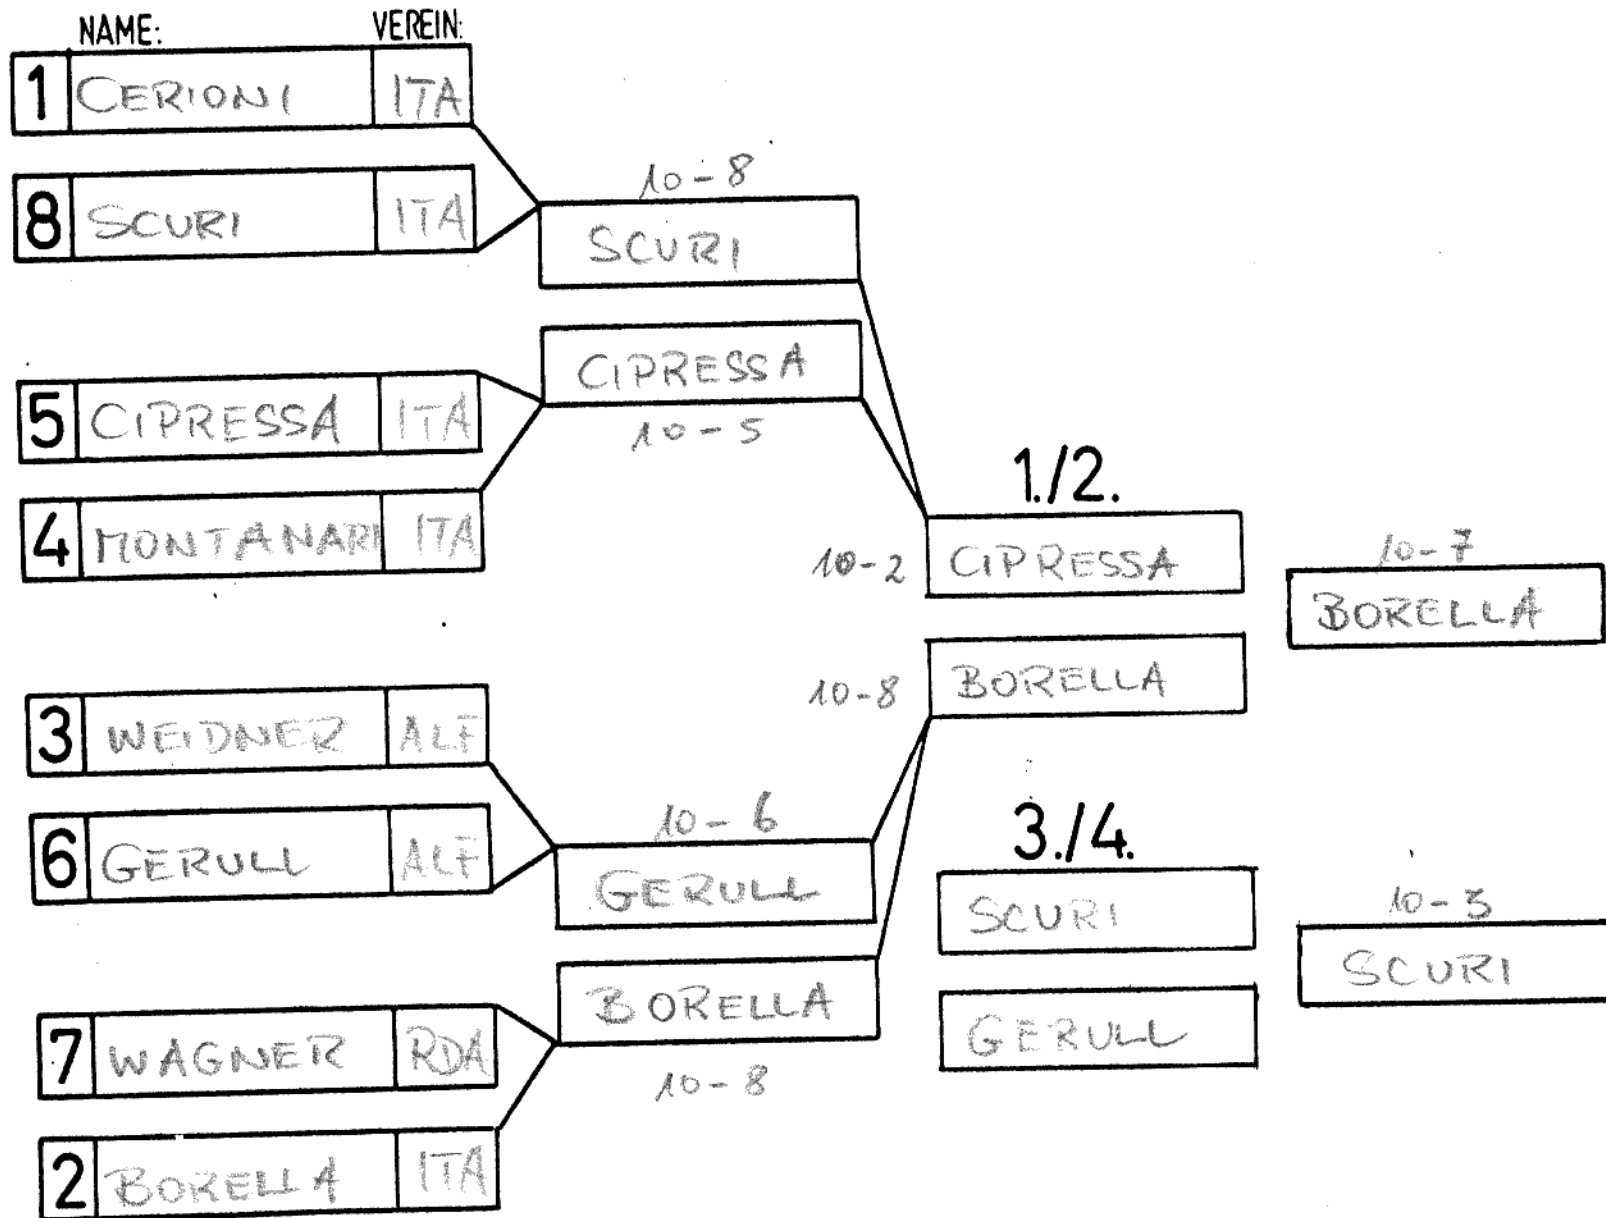 NAME: VEREIN:
1 CERIONI ITA
8 SCURI ITA
10-8
SCURI
5 CIPRESSA ITA
4 MONTANARI ITA
CIPRESSA
10-5
3 WEIDNER ALF
6 GERULL ALF
10-6
GERULL
7 WAGNER RDA
2 BORELLA ITA
BORELLA
10-8
1./2.
10-2 CIPRESSA
10-8 BORELLA
10-7
BORELLA
3./4.
SCURI
GERULL
SCURI